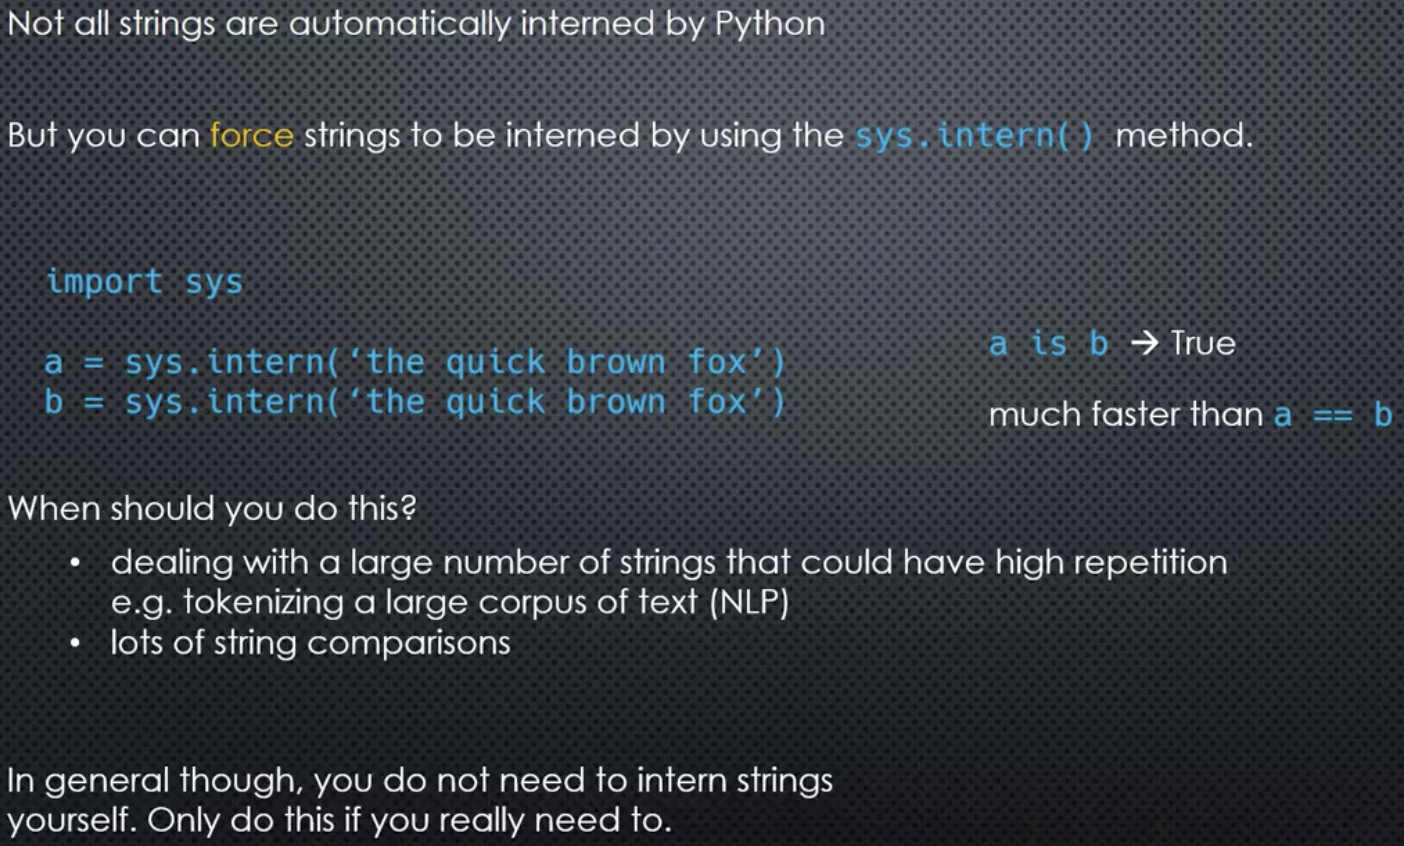 Not all strings are automatically interned by Python
But you can force strings to be interned by using the sys.intern() method.
import sys
a = sys.intern(‘the quick brown fox’)
b = sys.intern(‘the quick brown fox’)
a is b → True
much faster than a == b
When should you do this?
• dealing with a large number of strings that could have high repetition
e.g. tokenizing a large corpus of text (NLP)
• lots of string comparisons
In general though, you do not need to intern strings
yourself. Only do this if you really need to.